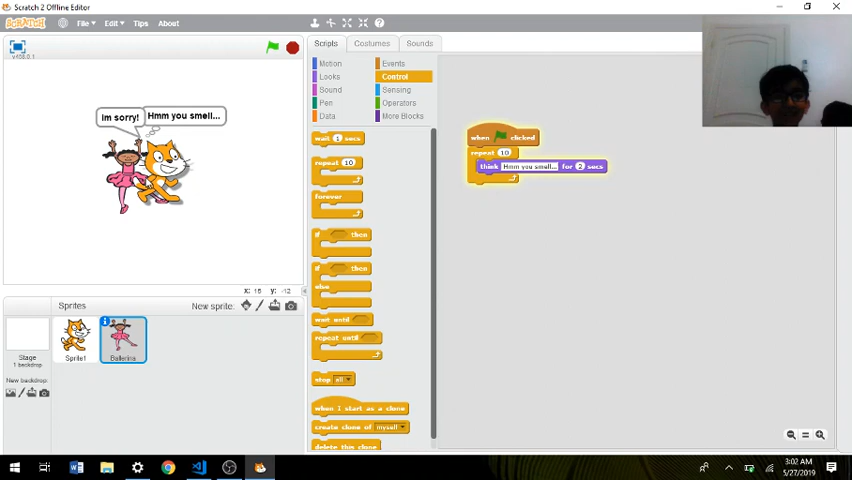 Scratch 2 Offline Editor
SCRATCH File Edit Tips About
v458.0.1
Im sorry! Hmm you smell...
X: 16 y: -12
Sprites New sprite:
Stage
1 backdrop
New backdrop:
Sprite1
Ballerina
Scripts Costumes Sounds
Motion Events
Looks Control
Sound Sensing
Pen Operators
Data More Blocks
wait 1 secs
repeat 10
forever
if then
if then
else
wait until
repeat until
stop all
when I start as a clone
create clone of myself
delete this clone
when clicked
repeat 10
think Hmm you smell... for 2 secs
3:02 AM
5/27/2019